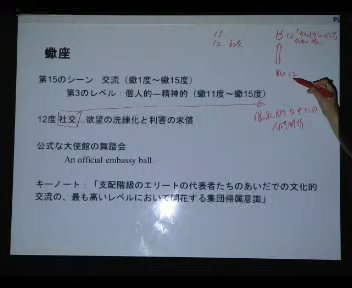 蠍座
11
12
第15のシーン　交流（蠍1度～蠍15度）
第3のレベル：個人的ー精神的（蠍11度～蠍15度）
12度 社交…欲望の洗練化と利害の求償
公式な大使館の舞踏会
An official embassy ball.
キーノート：「支配階級のエリートの代表者たちのあいだでの文化的
交流の、最も高いレベルにおいて開花する集団帰属意識」